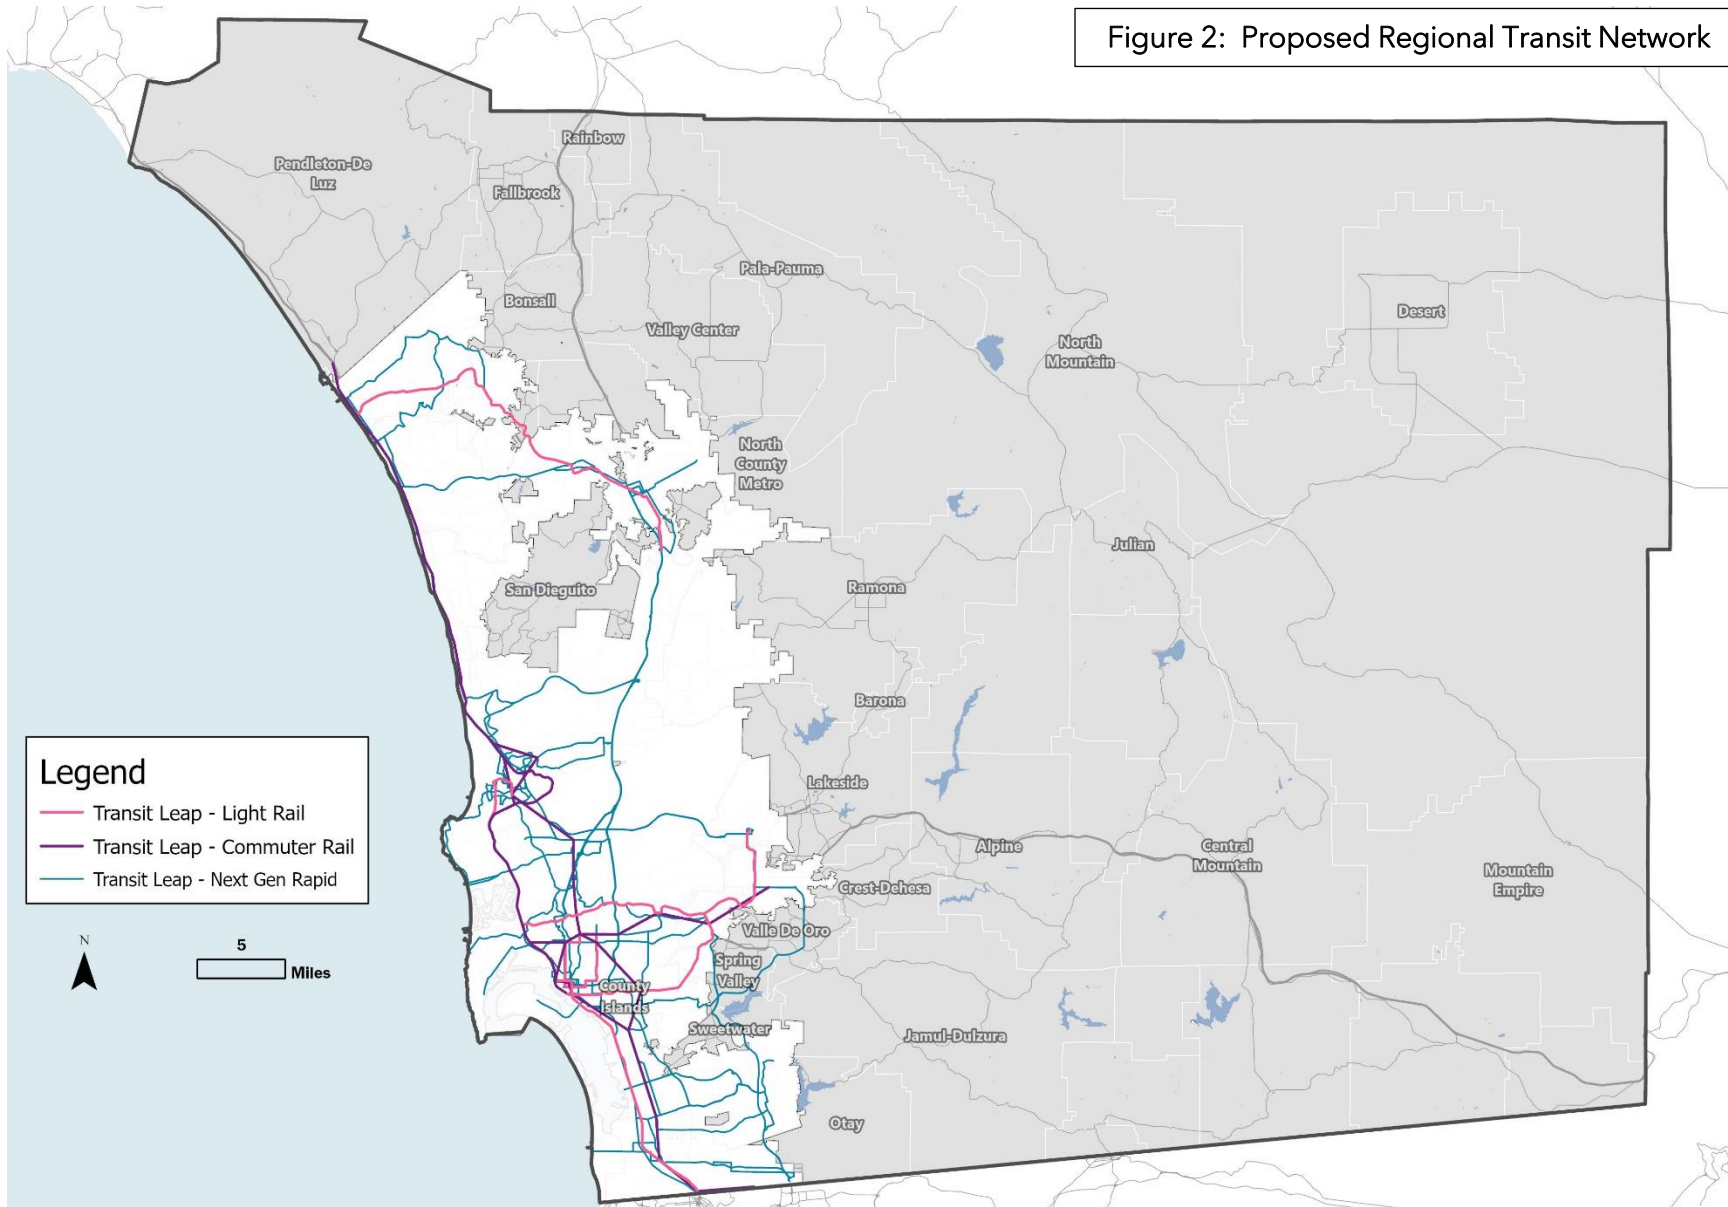 Figure 2:  Proposed Regional Transit Network
Rainbow
Pendleton-De
Luz
Fallbrook
Pala-Pauma
Bonsall
Desert
Valley Center
North
Mountain
North
County
Metro
Julian
San Dieguito
Ramona
Barona
Legend
Transit Leap - Light Rail
Transit Leap - Commuter Rail
Transit Leap - Next Gen Rapid
Lakeside
Alpine
Central
Mountain
Mountain
Empire
Crest-Dehesa
Valle De Oro
N
5
Miles
Spring
Valley
County
Islands
Sweetwater
Jamul-Dulzura
Otay